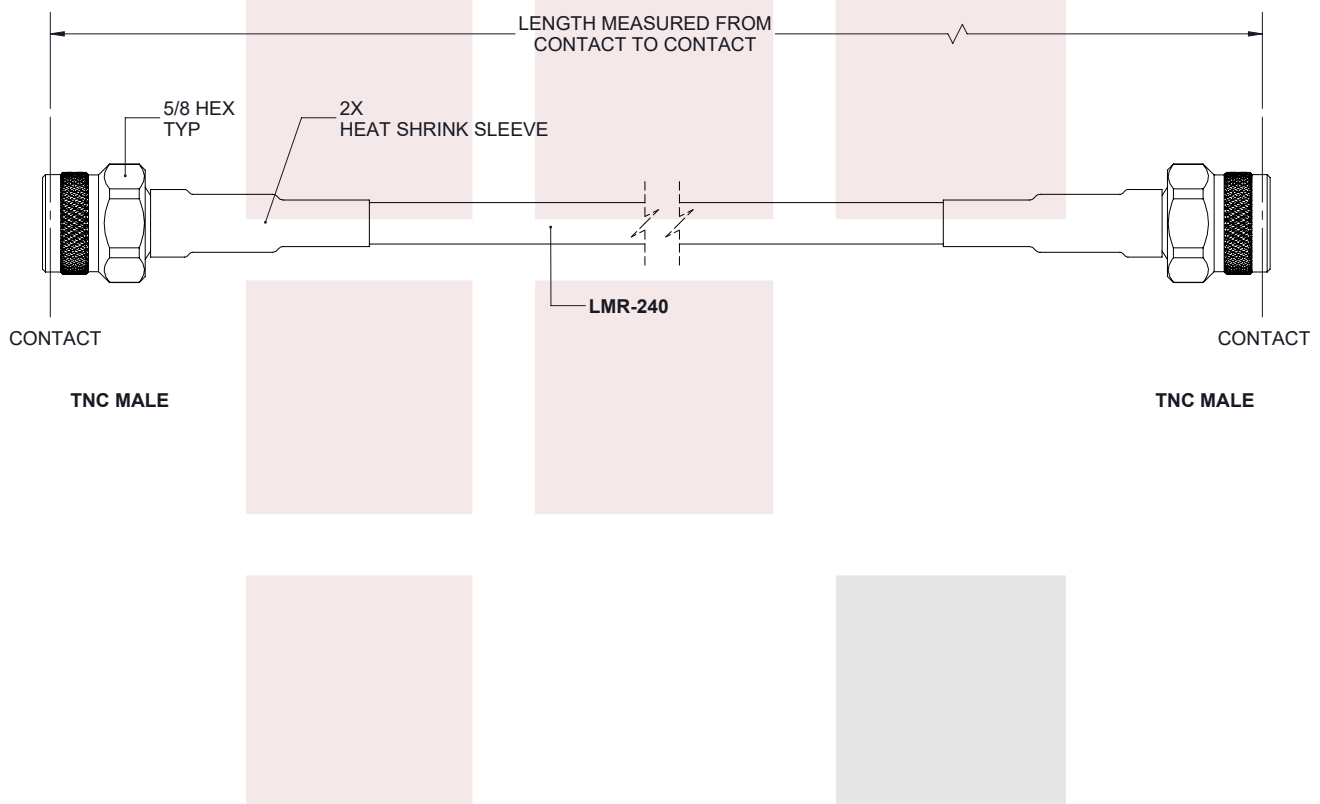 LENGTH MEASURED FROM
CONTACT TO CONTACT
5/8 HEX
TYP
2X
HEAT SHRINK SLEEVE
LMR-240
CONTACT
CONTACT
TNC MALE
TNC MALE